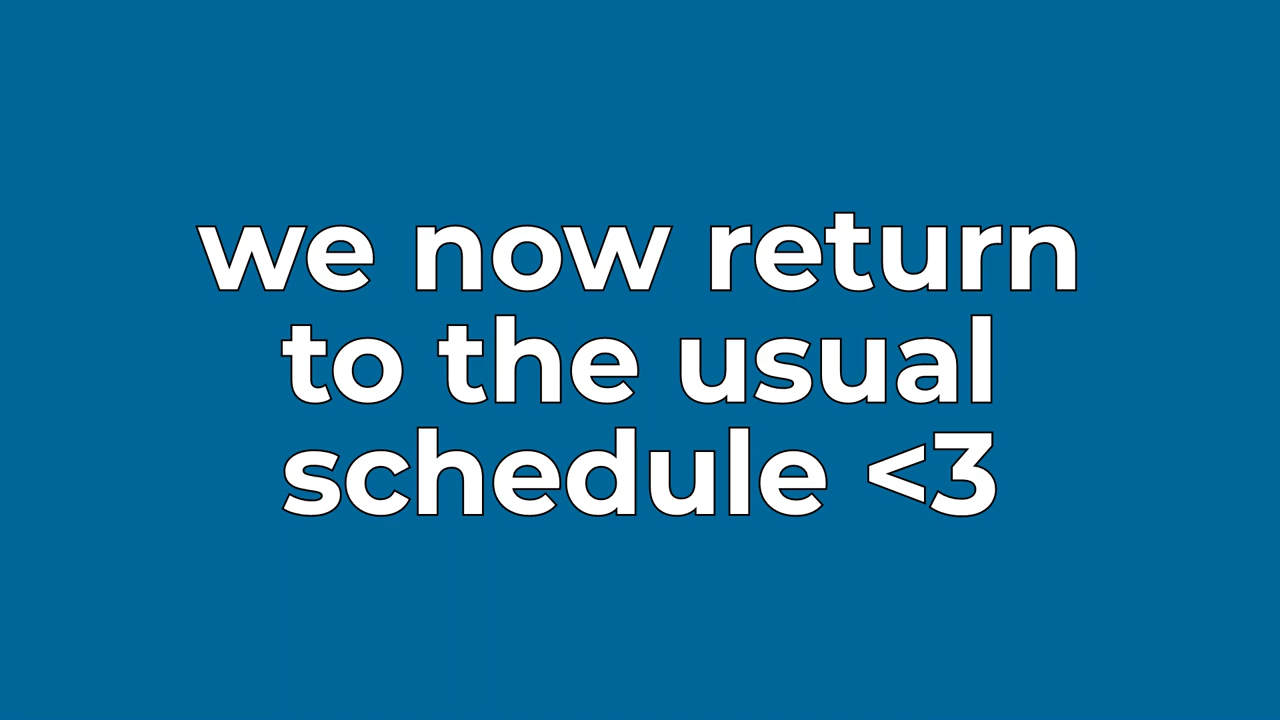 we now return
to the usual
schedule <3